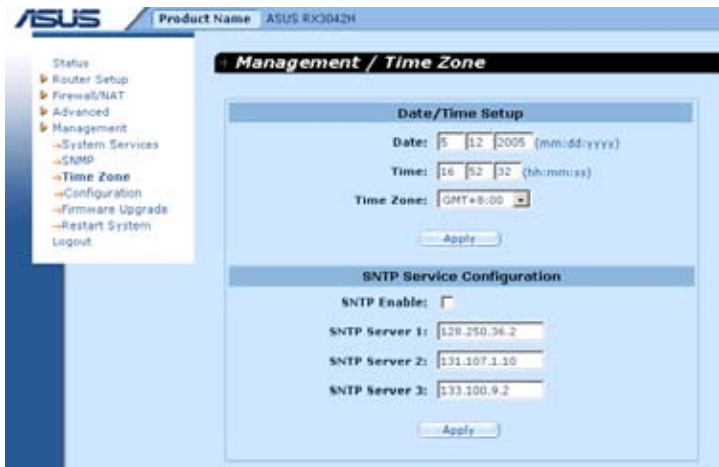 ASUS Product Name ASUS RX3042H
Management / Time Zone
Status
Router Setup
Firewall/NAT
Advanced
Management
System Services
SNMP
Time Zone
Configuration
Firmware Upgrade
Restart System
Logout
Date/Time Setup
Date: 5 12 2005 (mm:dd:yyyy)
Time: 16 52 32 (hh:mm:ss)
Time Zone: GMT+8:00
Apply
SNTP Service Configuration
SNTP Enable:
SNTP Server 1: 128.250.36.2
SNTP Server 2: 131.107.1.10
SNTP Server 3: 133.100.9.2
Apply